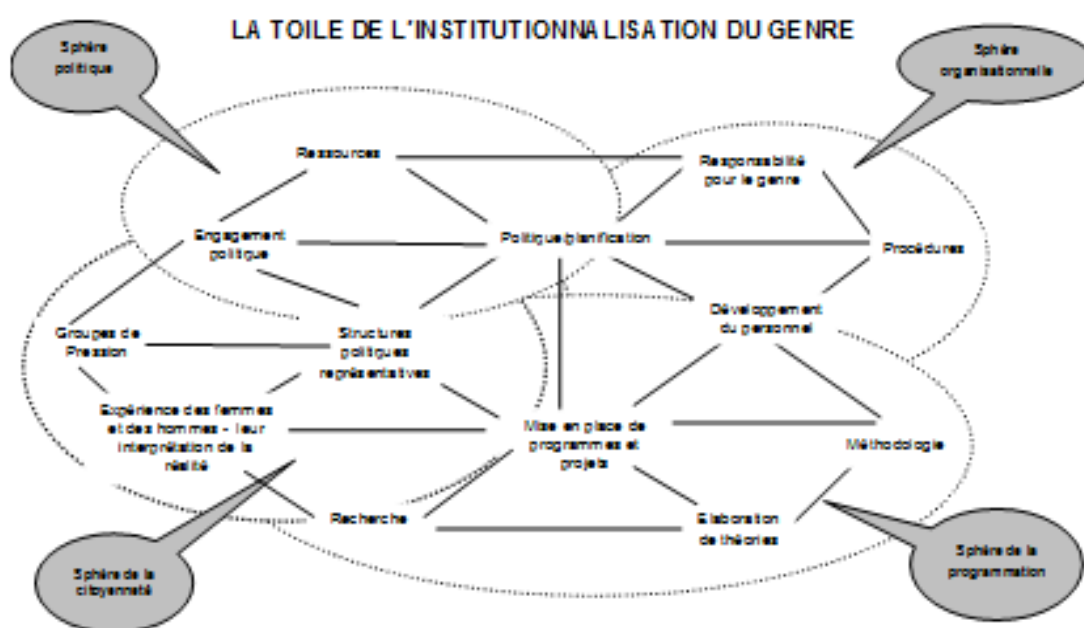 LA TOILE DE L'INSTITUTIONNALISATION DU GENRE
Sphère
politique
Sphère
organisationnelle
Ressources
Responsabilité
pour le genre
Engagement
politique
Politique/planification
Procédures
Groupes de
Pression
Structures
politiques
représentatives
Développement
du personnel
Expérience des femmes
et des hommes - leur
interprétation de la
réalité
Mise en place de
programmes et
projets
Méthodologie
Recherche
Elaboration
de théories
Sphère de la
citoyenneté
Sphère de la
programmation